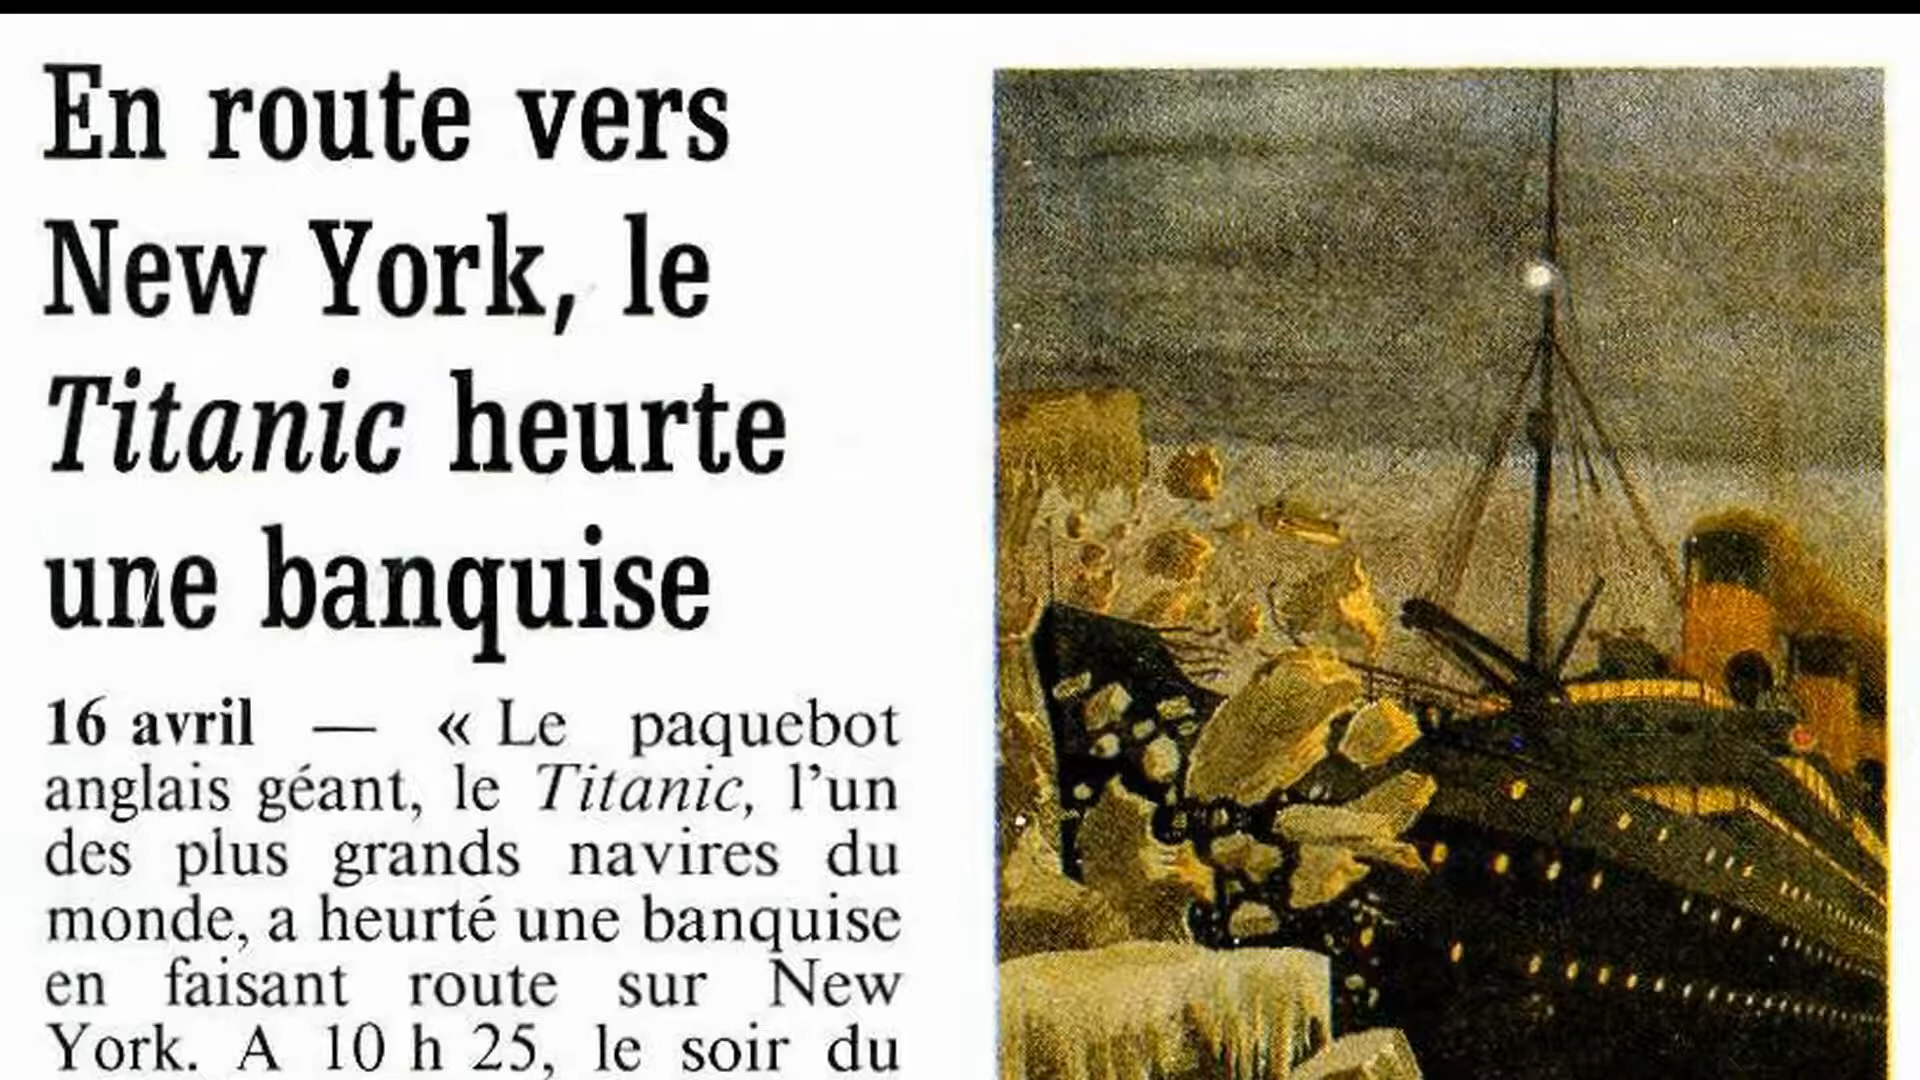 En route vers
New York, le
Titanic heurte
une banquise
16 avril — « Le paquebot
anglais géant, le Titanic, l’un
des plus grands navires du
monde, a heurté une banquise
en faisant route sur New
York. A 10 h 25, le soir du